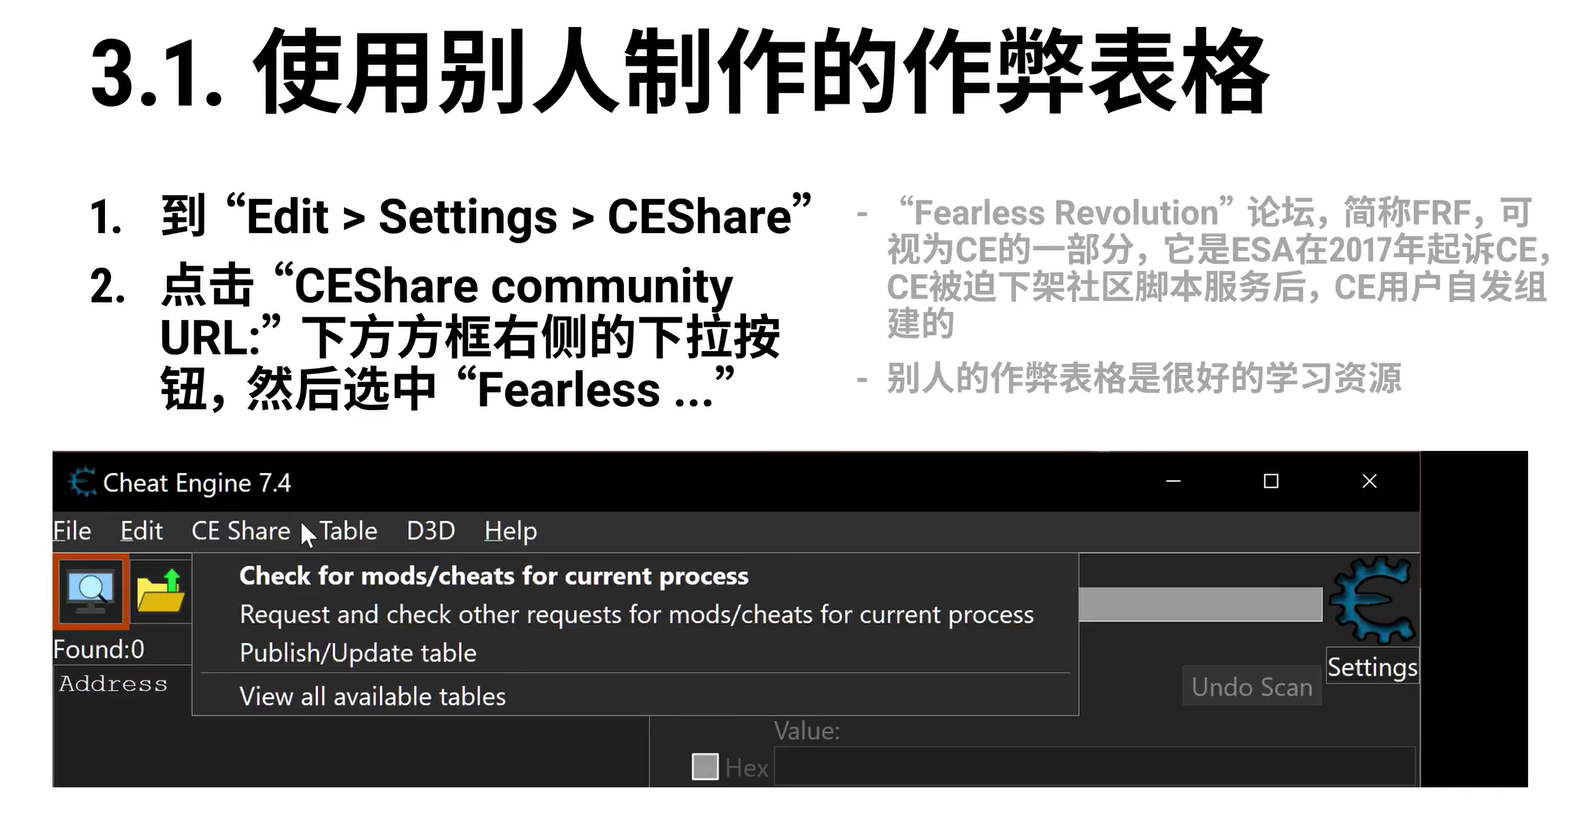 3.1. 使用别人制作的作弊表格
1. 到“Edit > Settings > CEShare”
2. 点击“CEShare community
URL:”下方方框右侧的下拉按
钮，然后选中“Fearless ...”
- “Fearless Revolution”论坛，简称FRF，可
视为CE的一部分，它是ESA在2017年起诉CE，
CE被迫下架社区脚本服务后，CE用户自发组
建的
- 别人的作弊表格是很好的学习资源
Cheat Engine 7.4
File Edit CE Share Table D3D Help
Check for mods/cheats for current process
Request and check other requests for mods/cheats for current process
Publish/Update table
View all available tables
Found:0
Address
Settings
Undo Scan
Value:
Hex